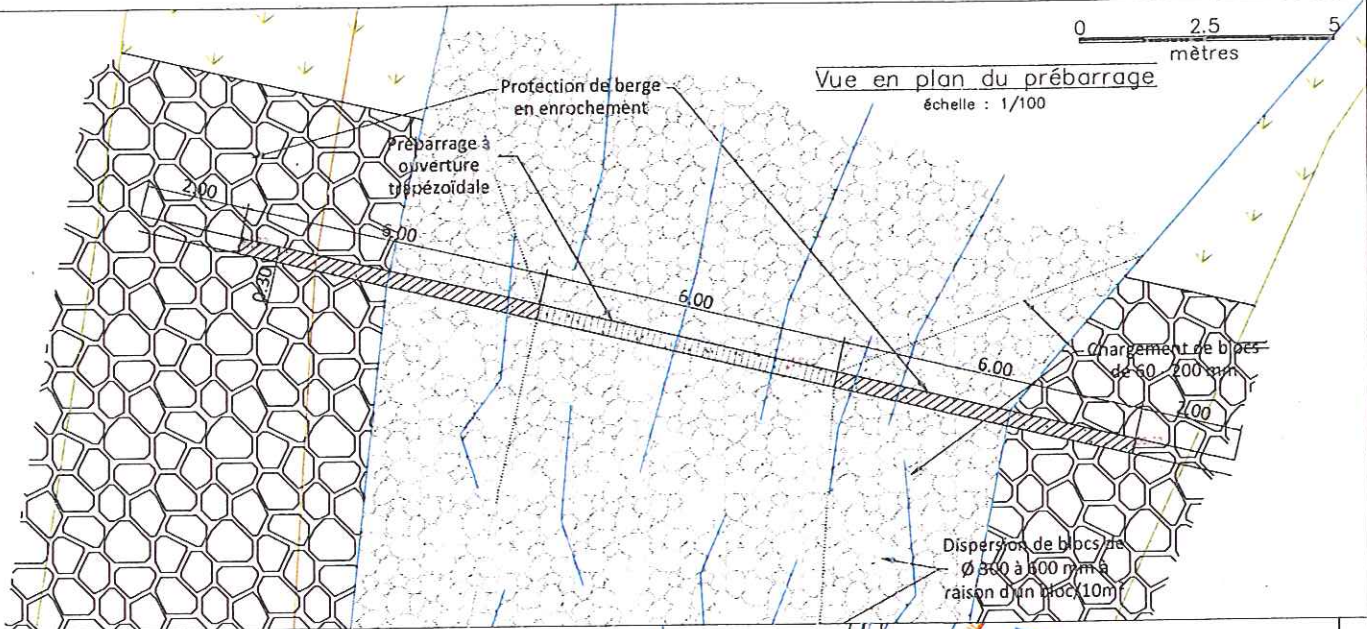 0 2.5 5
mètres
Vue en plan du prébarrage
échelle : 1/100
Protection de berge
en enrochement
Prébarrage à
ouverture
trapézoïdale
2.00
6.00
0.30
6.00
6.00
Chargement de blocs
de 60 200 mm
2.00
Dispersion de blocs de
Ø 300 à 600 mm à
raison d'un bloc/10m²